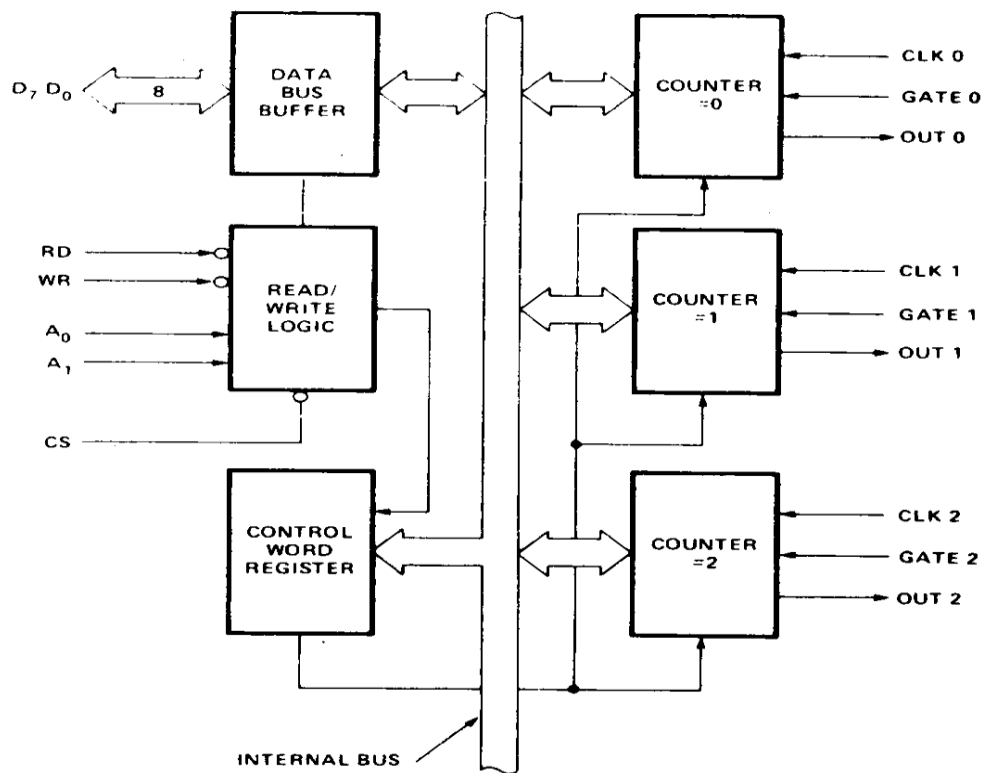 D7 D0
8
DATA
BUS
BUFFER
COUNTER
=0
CLK 0
GATE 0
OUT 0
RD
WR
A0
A1
CS
READ/
WRITE
LOGIC
COUNTER
=1
CLK 1
GATE 1
OUT 1
CONTROL
WORD
REGISTER
COUNTER
=2
CLK 2
GATE 2
OUT 2
INTERNAL BUS